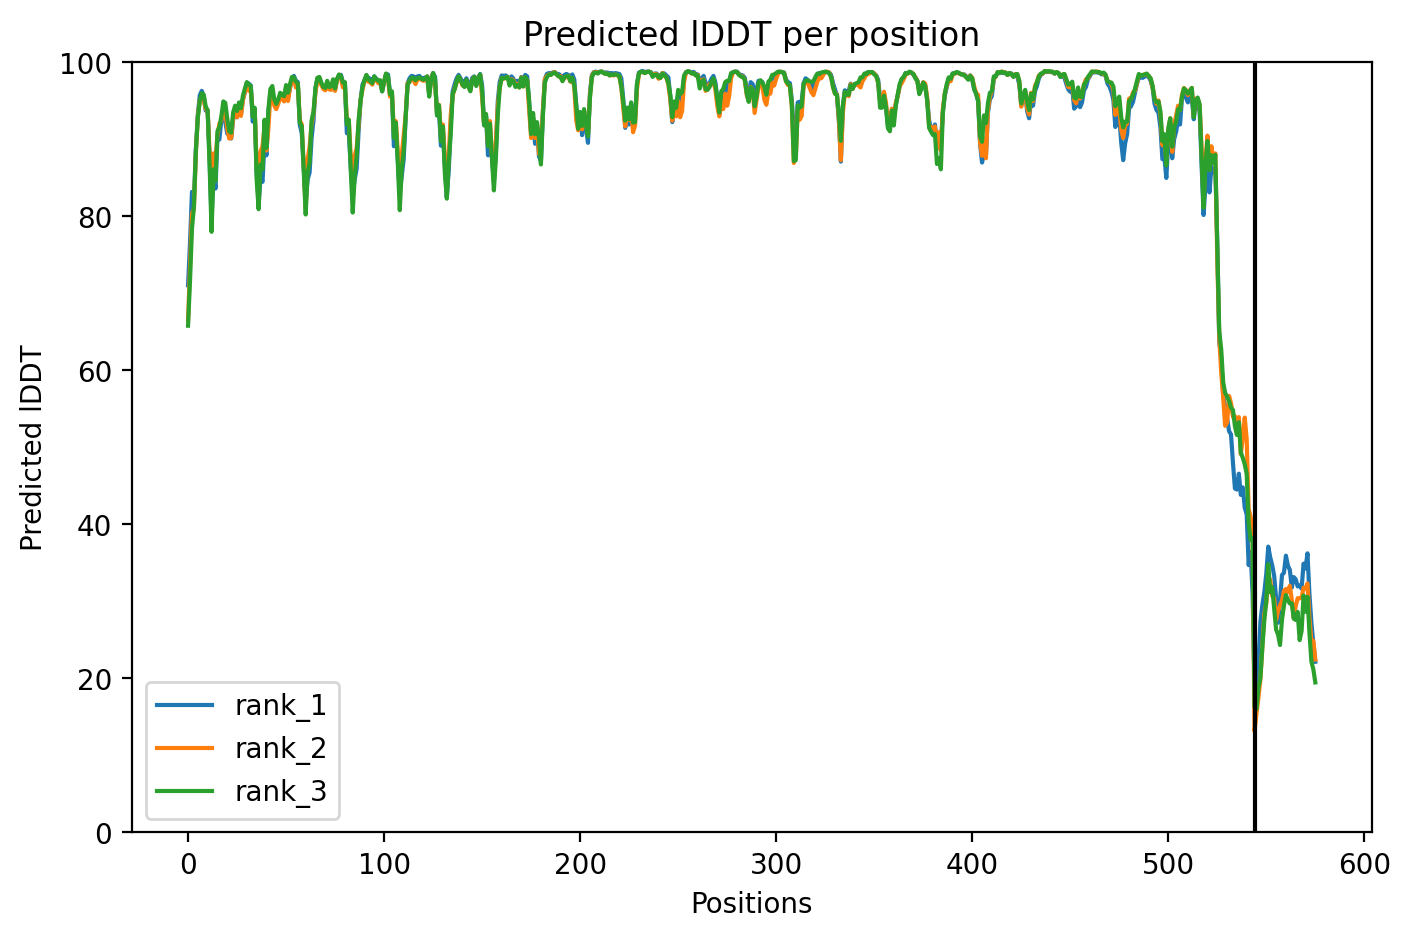 Predicted lDDT per position
100
80
60
40
20
0
Predicted lDDT
rank_1
rank_2
rank_3
0 100 200 300 400 500 600
Positions